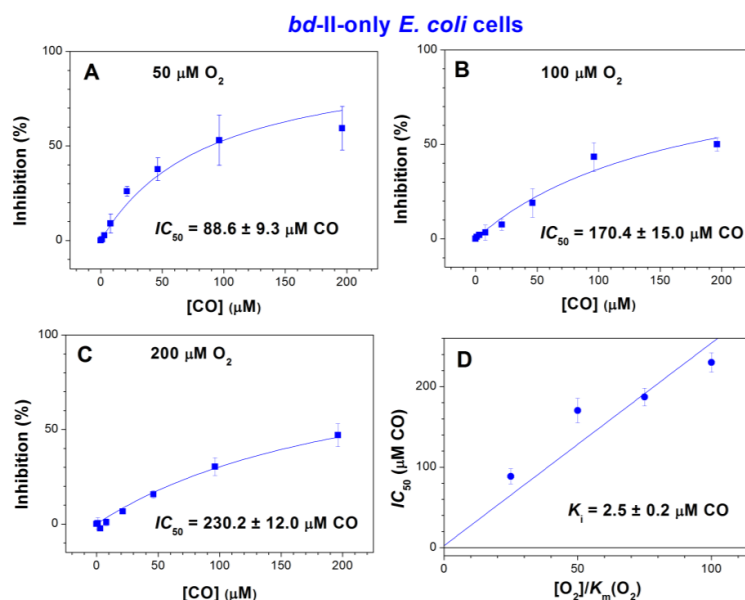 bd-II-only E. coli cells
A
50 μM O₂
Inhibition (%)
100
50
0
IC₅₀ = 88.6 ± 9.3 μM CO
0 50 100 150 200
[CO] (μM)
B
100 μM O₂
Inhibition (%)
100
50
0
IC₅₀ = 170.4 ± 15.0 μM CO
0 50 100 150 200
[CO] (μM)
C
200 μM O₂
Inhibition (%)
100
50
0
IC₅₀ = 230.2 ± 12.0 μM CO
0 50 100 150 200
[CO] (μM)
D
IC₅₀ (μM CO)
200
100
0
Kᵢ = 2.5 ± 0.2 μM CO
0 50 100
[O₂]/Kₘ(O₂)